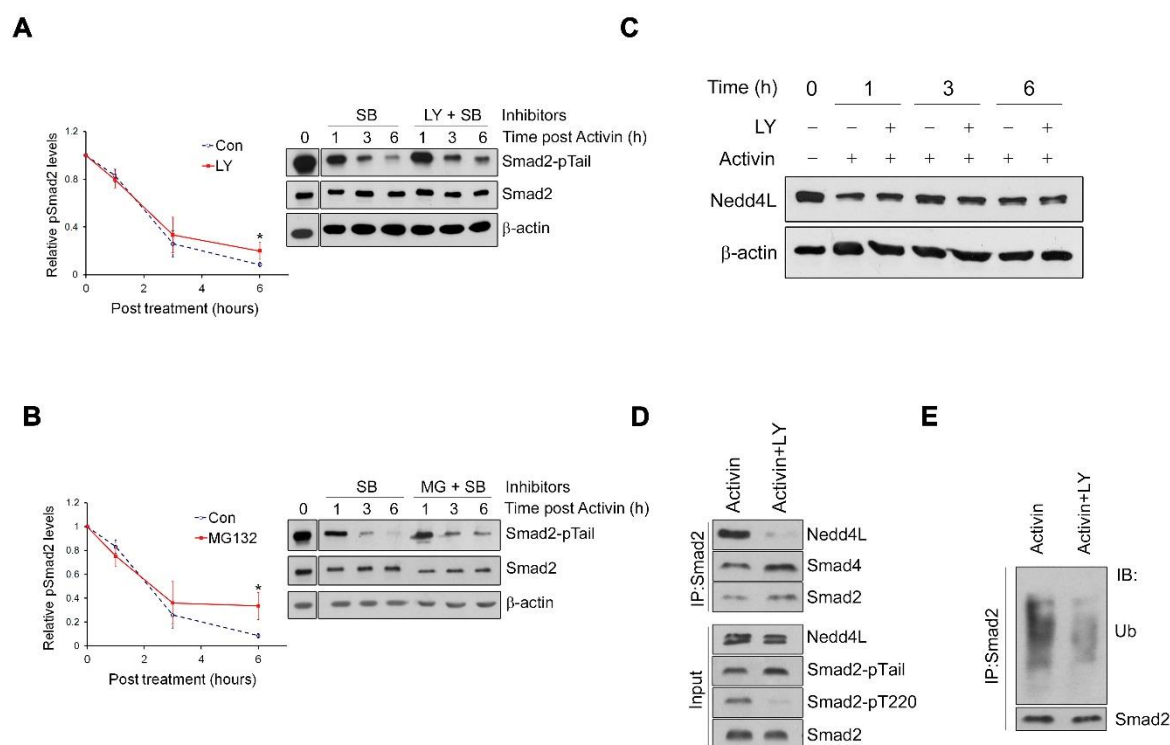 A
Relative pSmad2 levels
1.2
1
0.8
0.4
0
0 2 4 6
Post treatment (hours)
Con
LY
*
SB LY + SB Inhibitors
0 1 3 6 1 3 6 Time post Activin (h)
Smad2-pTail
Smad2
β-actin
B
Relative pSmad2 levels
1.2
1
0.8
0.6
0.4
0.2
0
0 2 4 6
Post treatment (hours)
Con
MG132
*
SB MG + SB Inhibitors
0 1 3 6 1 3 6 Time post Activin (h)
Smad2-pTail
Smad2
β-actin
C
Time (h) 0 1 3 6
LY − − + − + − +
Activin − + + + + + +
Nedd4L
β-actin
D
Activin
Activin+LY
IP:Smad2
Nedd4L
Smad4
Smad2
Input
Nedd4L
Smad2-pTail
Smad2-pT220
Smad2
E
Activin
Activin+LY
IP:Smad2
IB:
Ub
Smad2